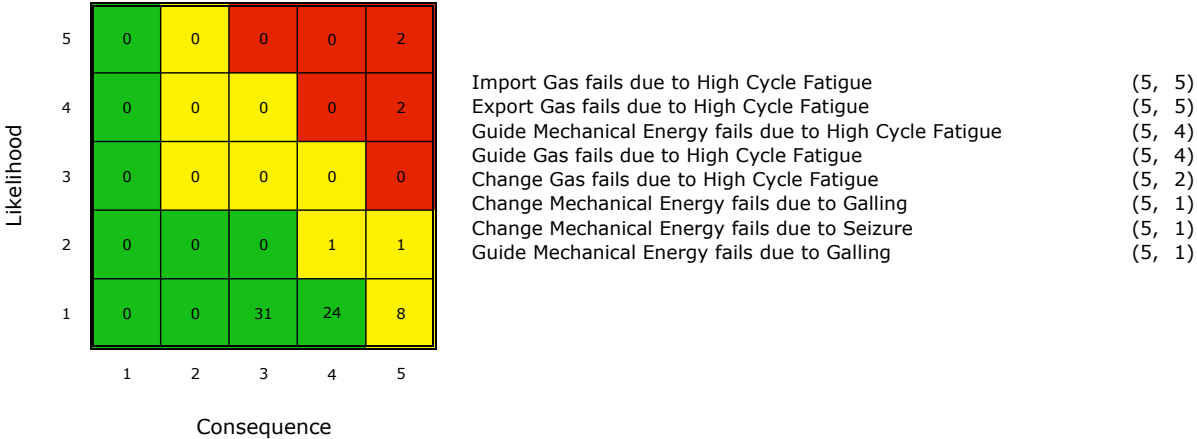 Likelihood
5 0 0 0 0 2
4 0 0 0 0 2
3 0 0 0 0 0
2 0 0 0 1 1
1 0 0 31 24 8
1 2 3 4 5
Consequence
Import Gas fails due to High Cycle Fatigue (5, 5)
Export Gas fails due to High Cycle Fatigue (5, 5)
Guide Mechanical Energy fails due to High Cycle Fatigue (5, 4)
Guide Gas fails due to High Cycle Fatigue (5, 4)
Change Gas fails due to High Cycle Fatigue (5, 2)
Change Mechanical Energy fails due to Galling (5, 1)
Change Mechanical Energy fails due to Seizure (5, 1)
Guide Mechanical Energy fails due to Galling (5, 1)